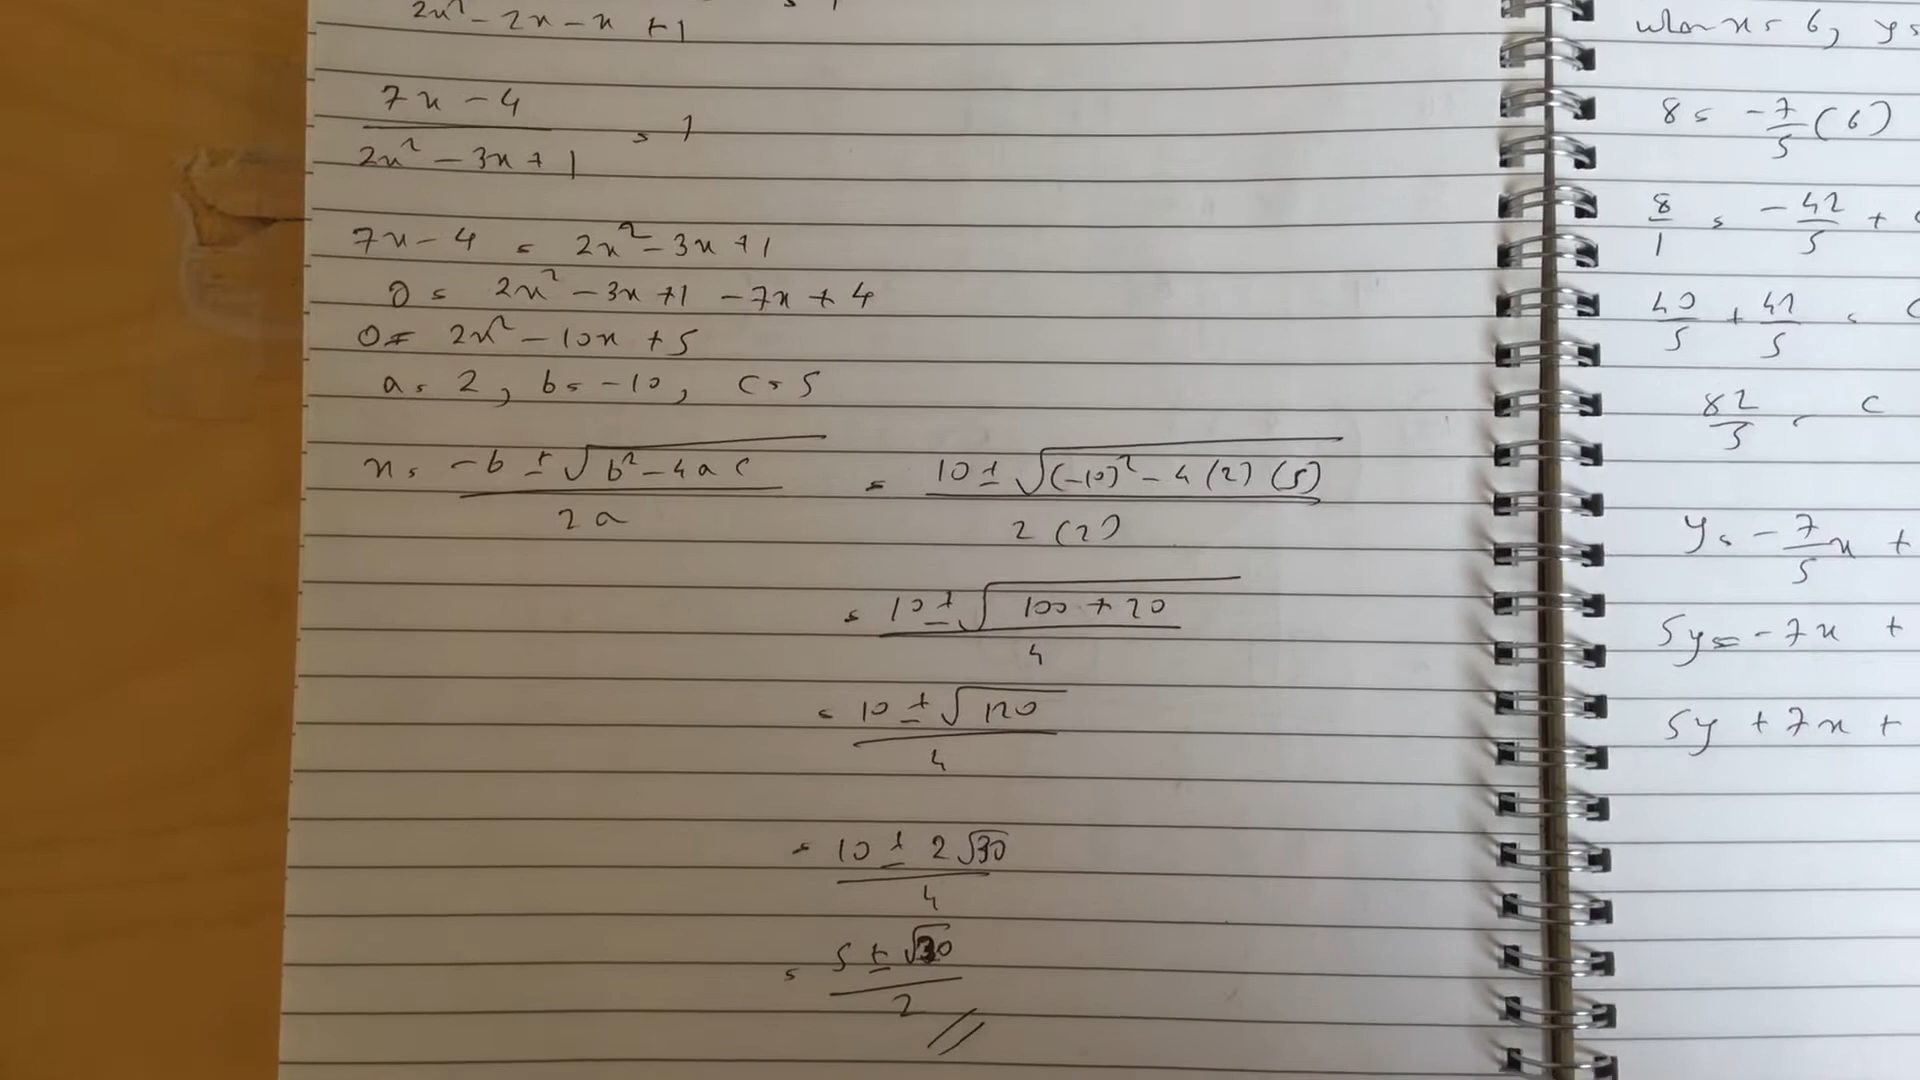 2x² - 2x - x + 1
7x - 4
2x² - 3x + 1 = 1
7x - 4 = 2x² - 3x + 1
0 = 2x² - 3x + 1 - 7x + 4
0 = 2x² - 10x + 5
a = 2, b = -10, c = 5
x = -b ± √b² - 4ac / 2a = 10 ± √(-10)² - 4(2)(5) / 2(2)
= 10 ± √100 + 20 / 4
= 10 ± √120 / 4
= 10 ± 2√30 / 4
= 5 ± √30 / 2
when x = 6, y =
8 = -7/5 (6)
8/1 = -42/5 +
40/5 + 42/5 = c
82/5 = c
y = -7/5 x +
5y = -7x +
5y + 7x +